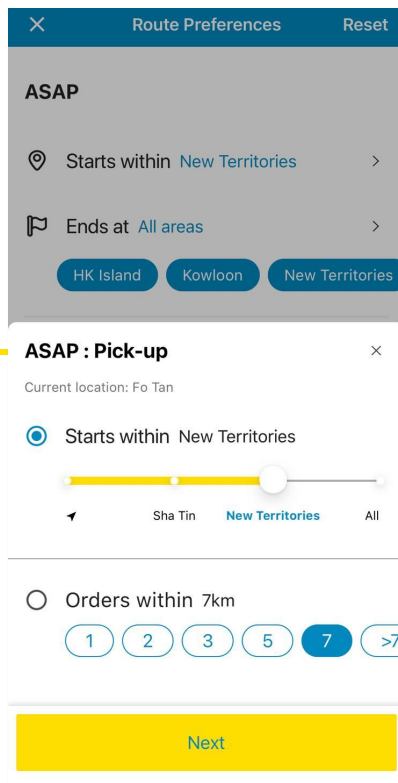 Route Preferences Reset
ASAP
Starts within New Territories
Ends at All areas
HK Island Kowloon New Territories
ASAP : Pick-up
Current location: Fo Tan
Starts within New Territories
Sha Tin New Territories All
Orders within 7km
1 2 3 5 7 >7
Next